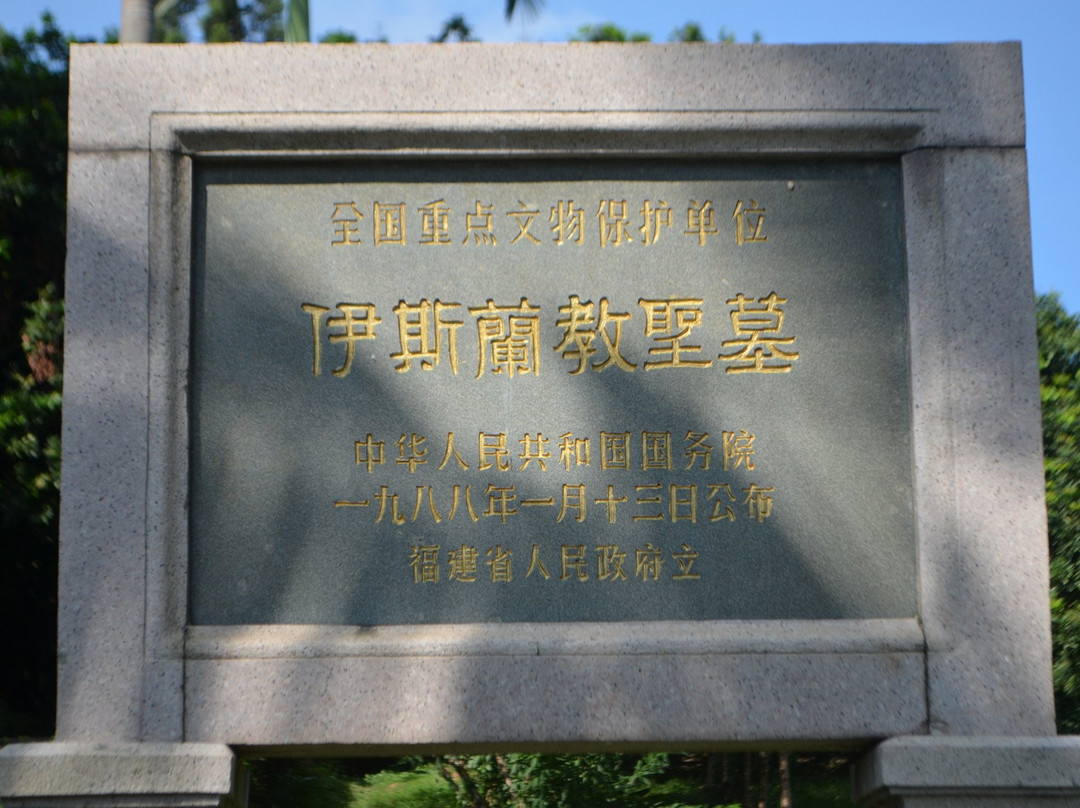 全国重点文物保护单位
伊斯蘭教聖墓
中华人民共和国国务院
一九八八年一月十三日公布
福建省人民政府立